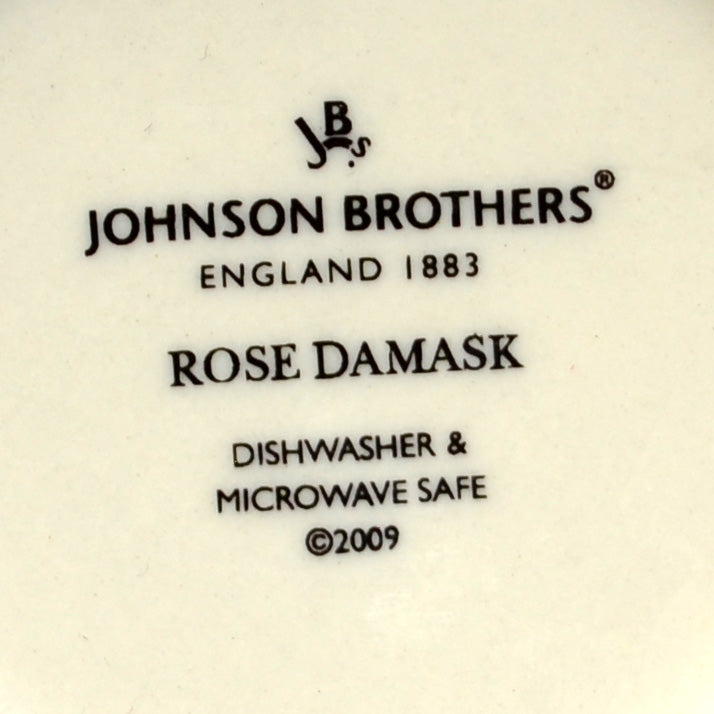 JBs
JOHNSON BROTHERS®
ENGLAND 1883
ROSE DAMASK
DISHWASHER &
MICROWAVE SAFE
©2009